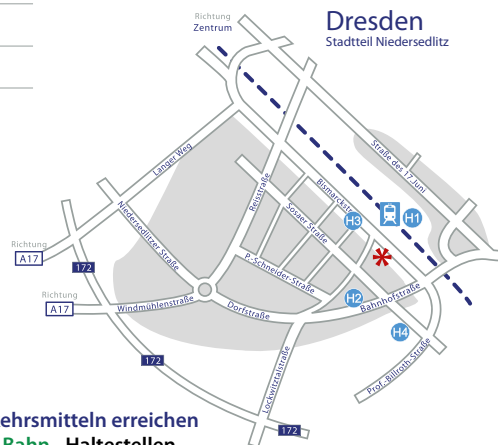 Dresden
Stadtteil Niedersedlitz
Richtung
Zentrum
Straße des 17. Juni
Langer Weg
Reisstraße
Bismarckstr.
Sosaer Straße
Niedersedlitzer Straße
H1
H3
Richtung
A17
172
P.-Schneider-Straße
Richtung
A17
Windmühlenstraße
Dorfstraße
H2
Bahnhofstraße
H4
Prof.-Billroth-Straße
172
Lockwitztalstraße
172
ehrsmitteln erreichen
Bahn - Haltestellen